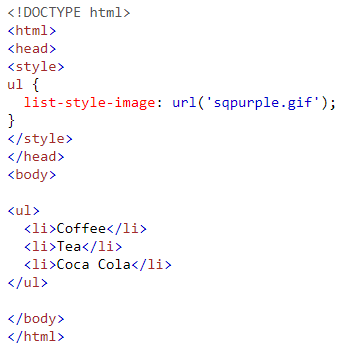 <!DOCTYPE html>
<html>
<head>
<style>
ul {
  list-style-image: url('sqpurple.gif');
}
</style>
</head>
<body>

<ul>
  <li>Coffee</li>
  <li>Tea</li>
  <li>Coca Cola</li>
</ul>

</body>
</html>